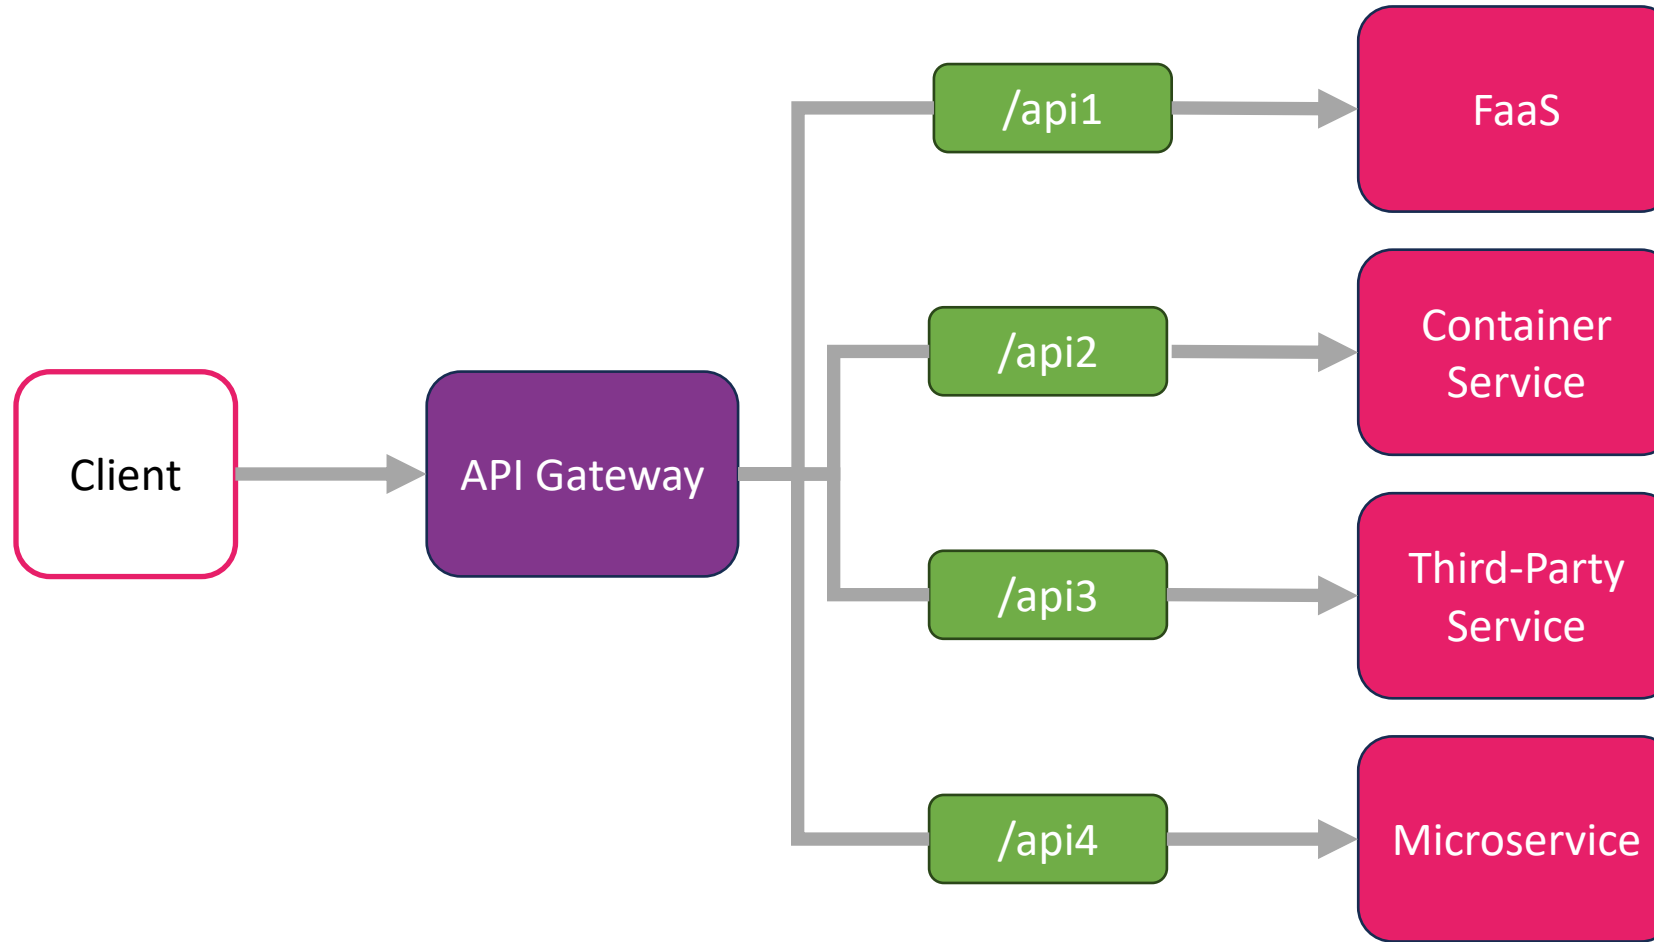 /api1
FaaS
/api2
Container
Service
Client
API Gateway
/api3
Third-Party
Service
/api4
Microservice